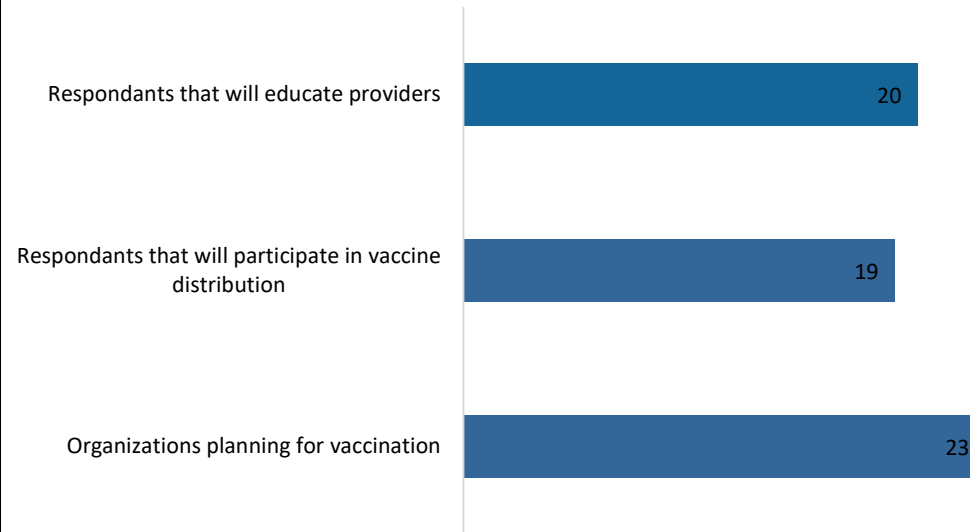 Respondants that will educate providers
20
Respondants that will participate in vaccine
distribution
19
Organizations planning for vaccination
23